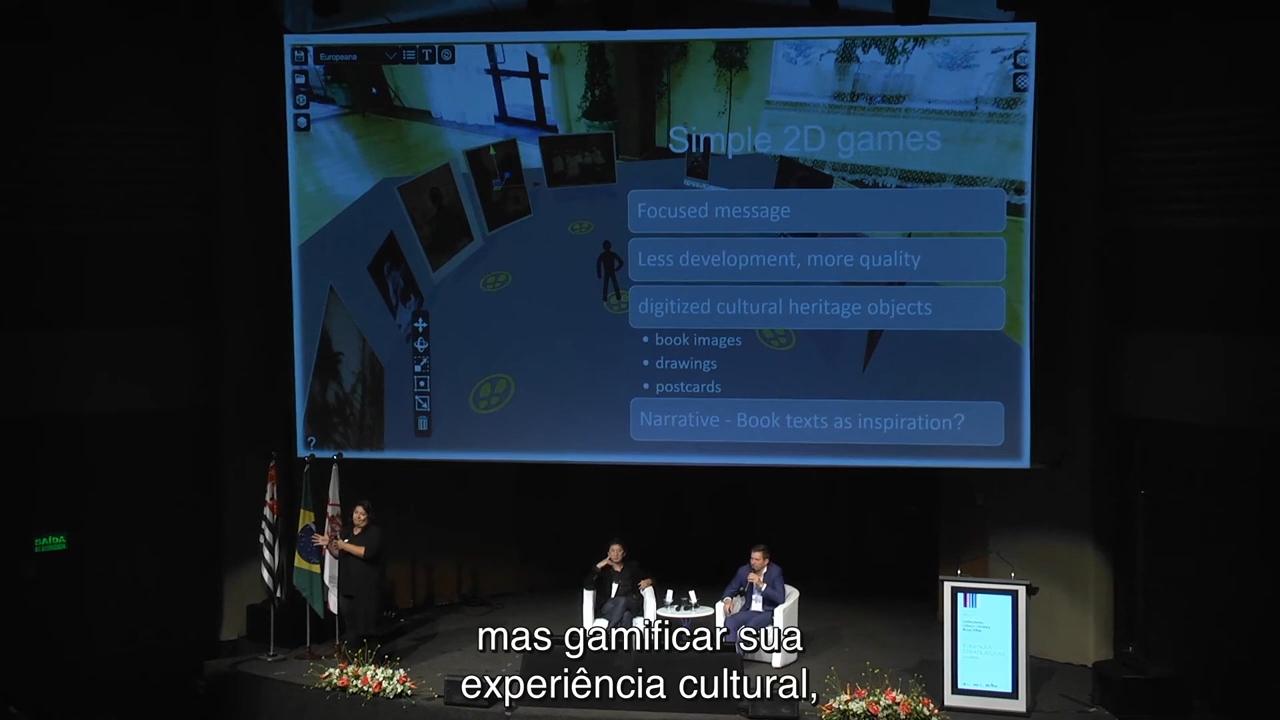 Europeana
T
Simple 2D games
Focused message
Less development, more quality
digitized cultural heritage objects
• book images
• drawings
• postcards
Narrative - Book texts as inspiration?
?
SAÍDA
mas gamificar sua
experiência cultural,